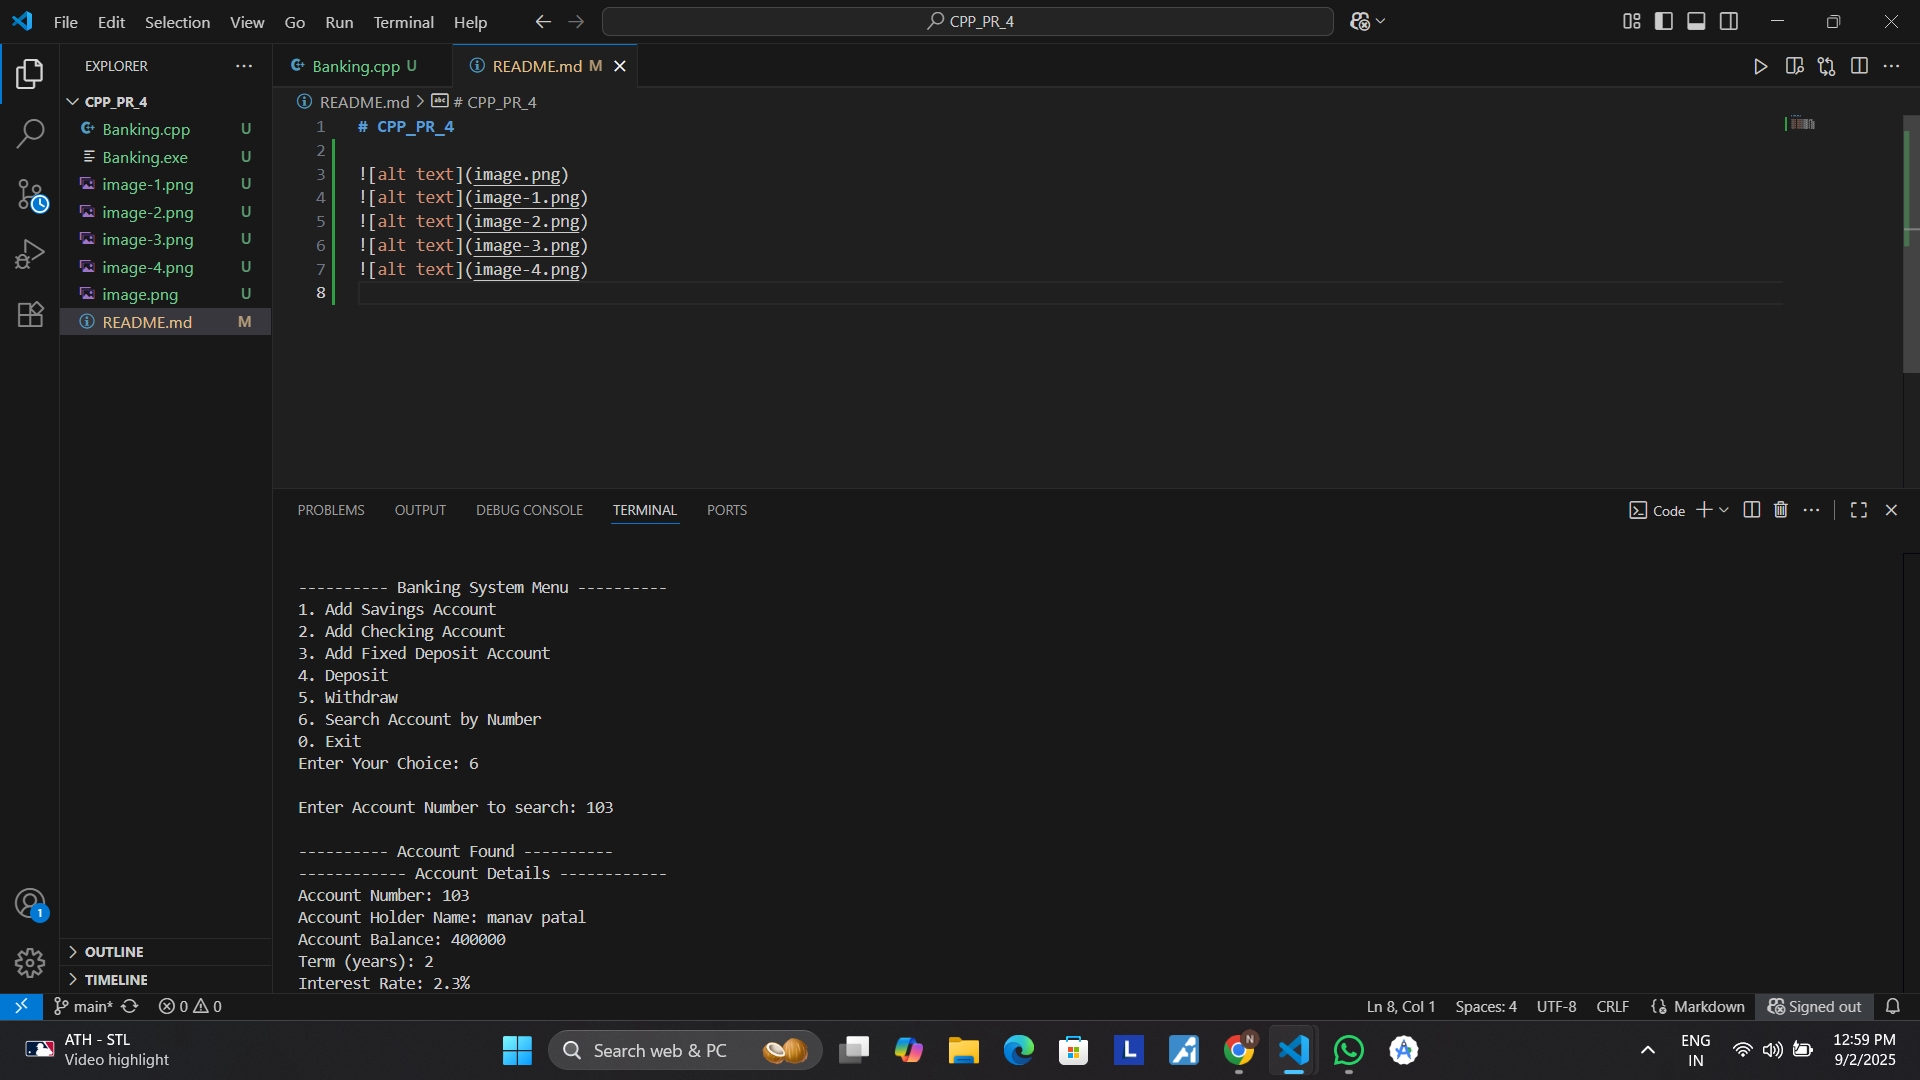 File Edit Selection View Go Run Terminal Help
CPP_PR_4
EXPLORER
CPP_PR_4
Banking.cpp U
Banking.exe U
image-1.png U
image-2.png U
image-3.png U
image-4.png U
image.png U
README.md M
OUTLINE
TIMELINE
Banking.cpp U
README.md M
README.md > # CPP_PR_4
1 # CPP_PR_4
2
3 ![alt text](image.png)
4 ![alt text](image-1.png)
5 ![alt text](image-2.png)
6 ![alt text](image-3.png)
7 ![alt text](image-4.png)
8
PROBLEMS OUTPUT DEBUG CONSOLE TERMINAL PORTS
Code
---------- Banking System Menu ----------
1. Add Savings Account
2. Add Checking Account
3. Add Fixed Deposit Account
4. Deposit
5. Withdraw
6. Search Account by Number
0. Exit
Enter Your Choice: 6
Enter Account Number to search: 103
---------- Account Found ----------
------------ Account Details ------------
Account Number: 103
Account Holder Name: manav patal
Account Balance: 400000
Term (years): 2
Interest Rate: 2.3%
1
main* 0 0
Ln 8, Col 1 Spaces: 4 UTF-8 CRLF Markdown Signed out
ATH - STL
Video highlight
Search web & PC
L
N
ENG
IN
12:59 PM
9/2/2025